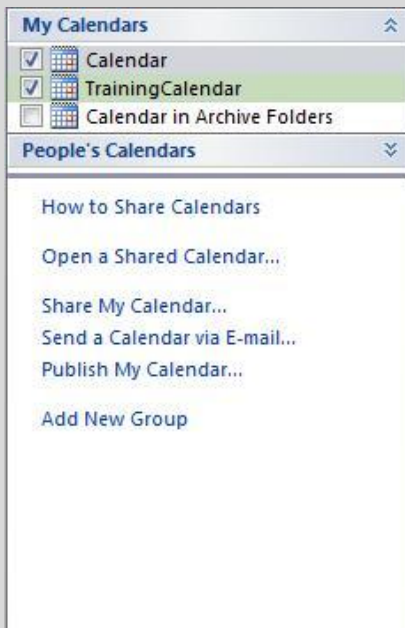 My Calendars
Calendar
TrainingCalendar
Calendar in Archive Folders
People's Calendars
How to Share Calendars
Open a Shared Calendar...
Share My Calendar...
Send a Calendar via E-mail...
Publish My Calendar...
Add New Group